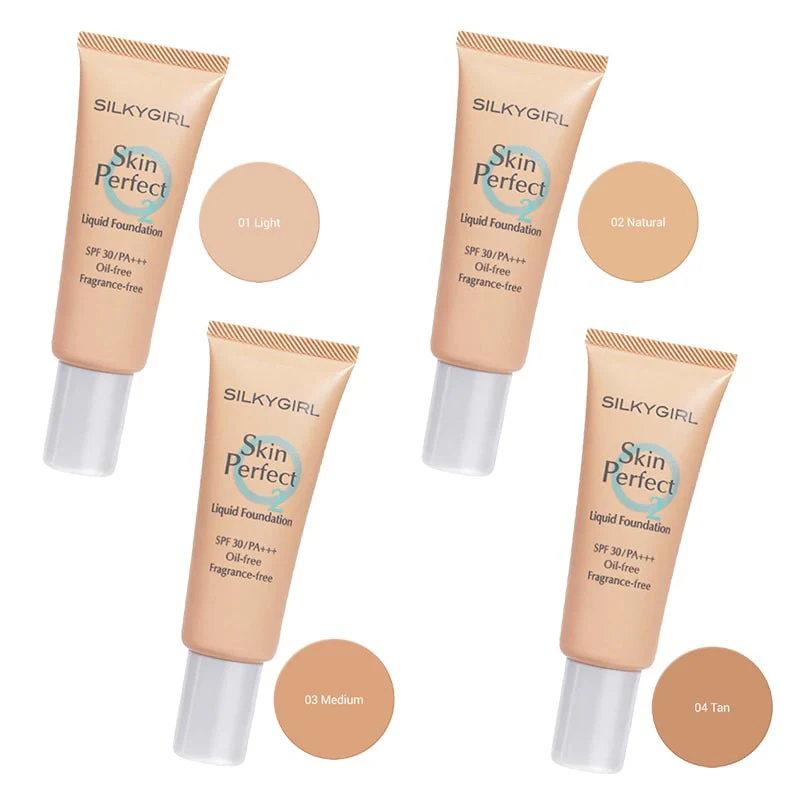 SILKYGIRL
Skin
Perfect
O2
Liquid Foundation
SPF 30/PA+++
Oil-free
Fragrance-free
01 Light
SILKYGIRL
Skin
Perfect
O2
Liquid Foundation
SPF 30/PA+++
Oil-free
Fragrance-free
02 Natural
SILKYGIRL
Skin
Perfect
O2
Liquid Foundation
SPF 30/PA+++
Oil-free
Fragrance-free
03 Medium
SILKYGIRL
Skin
Perfect
O2
Liquid Foundation
SPF 30/PA+++
Oil-free
Fragrance-free
04 Tan